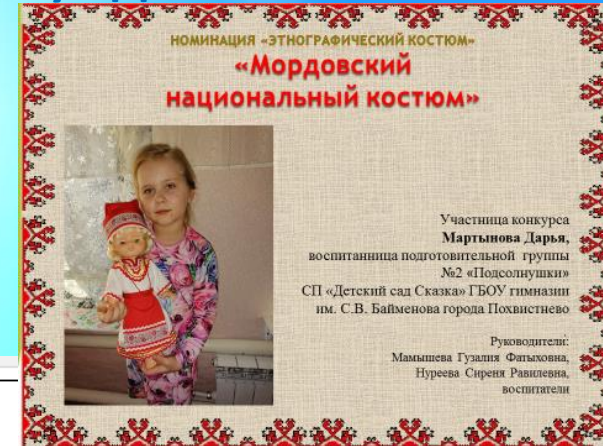 НОМИНАЦИЯ «ЭТНОГРАФИЧЕСКИЙ КОСТЮМ»
«Мордовский
национальный костюм»
Участница конкурса
Мартынова Дарья,
воспитанница подготовительной группы
№2 «Подсолнушки»
СП «Детский сад Сказка» ГБОУ гимназии
им. С.В. Байменова города Похвистнево
Руководители:
Мамышева Гузалия Фатыховна,
Нуреева Сиреня Равилевна,
воспитатели